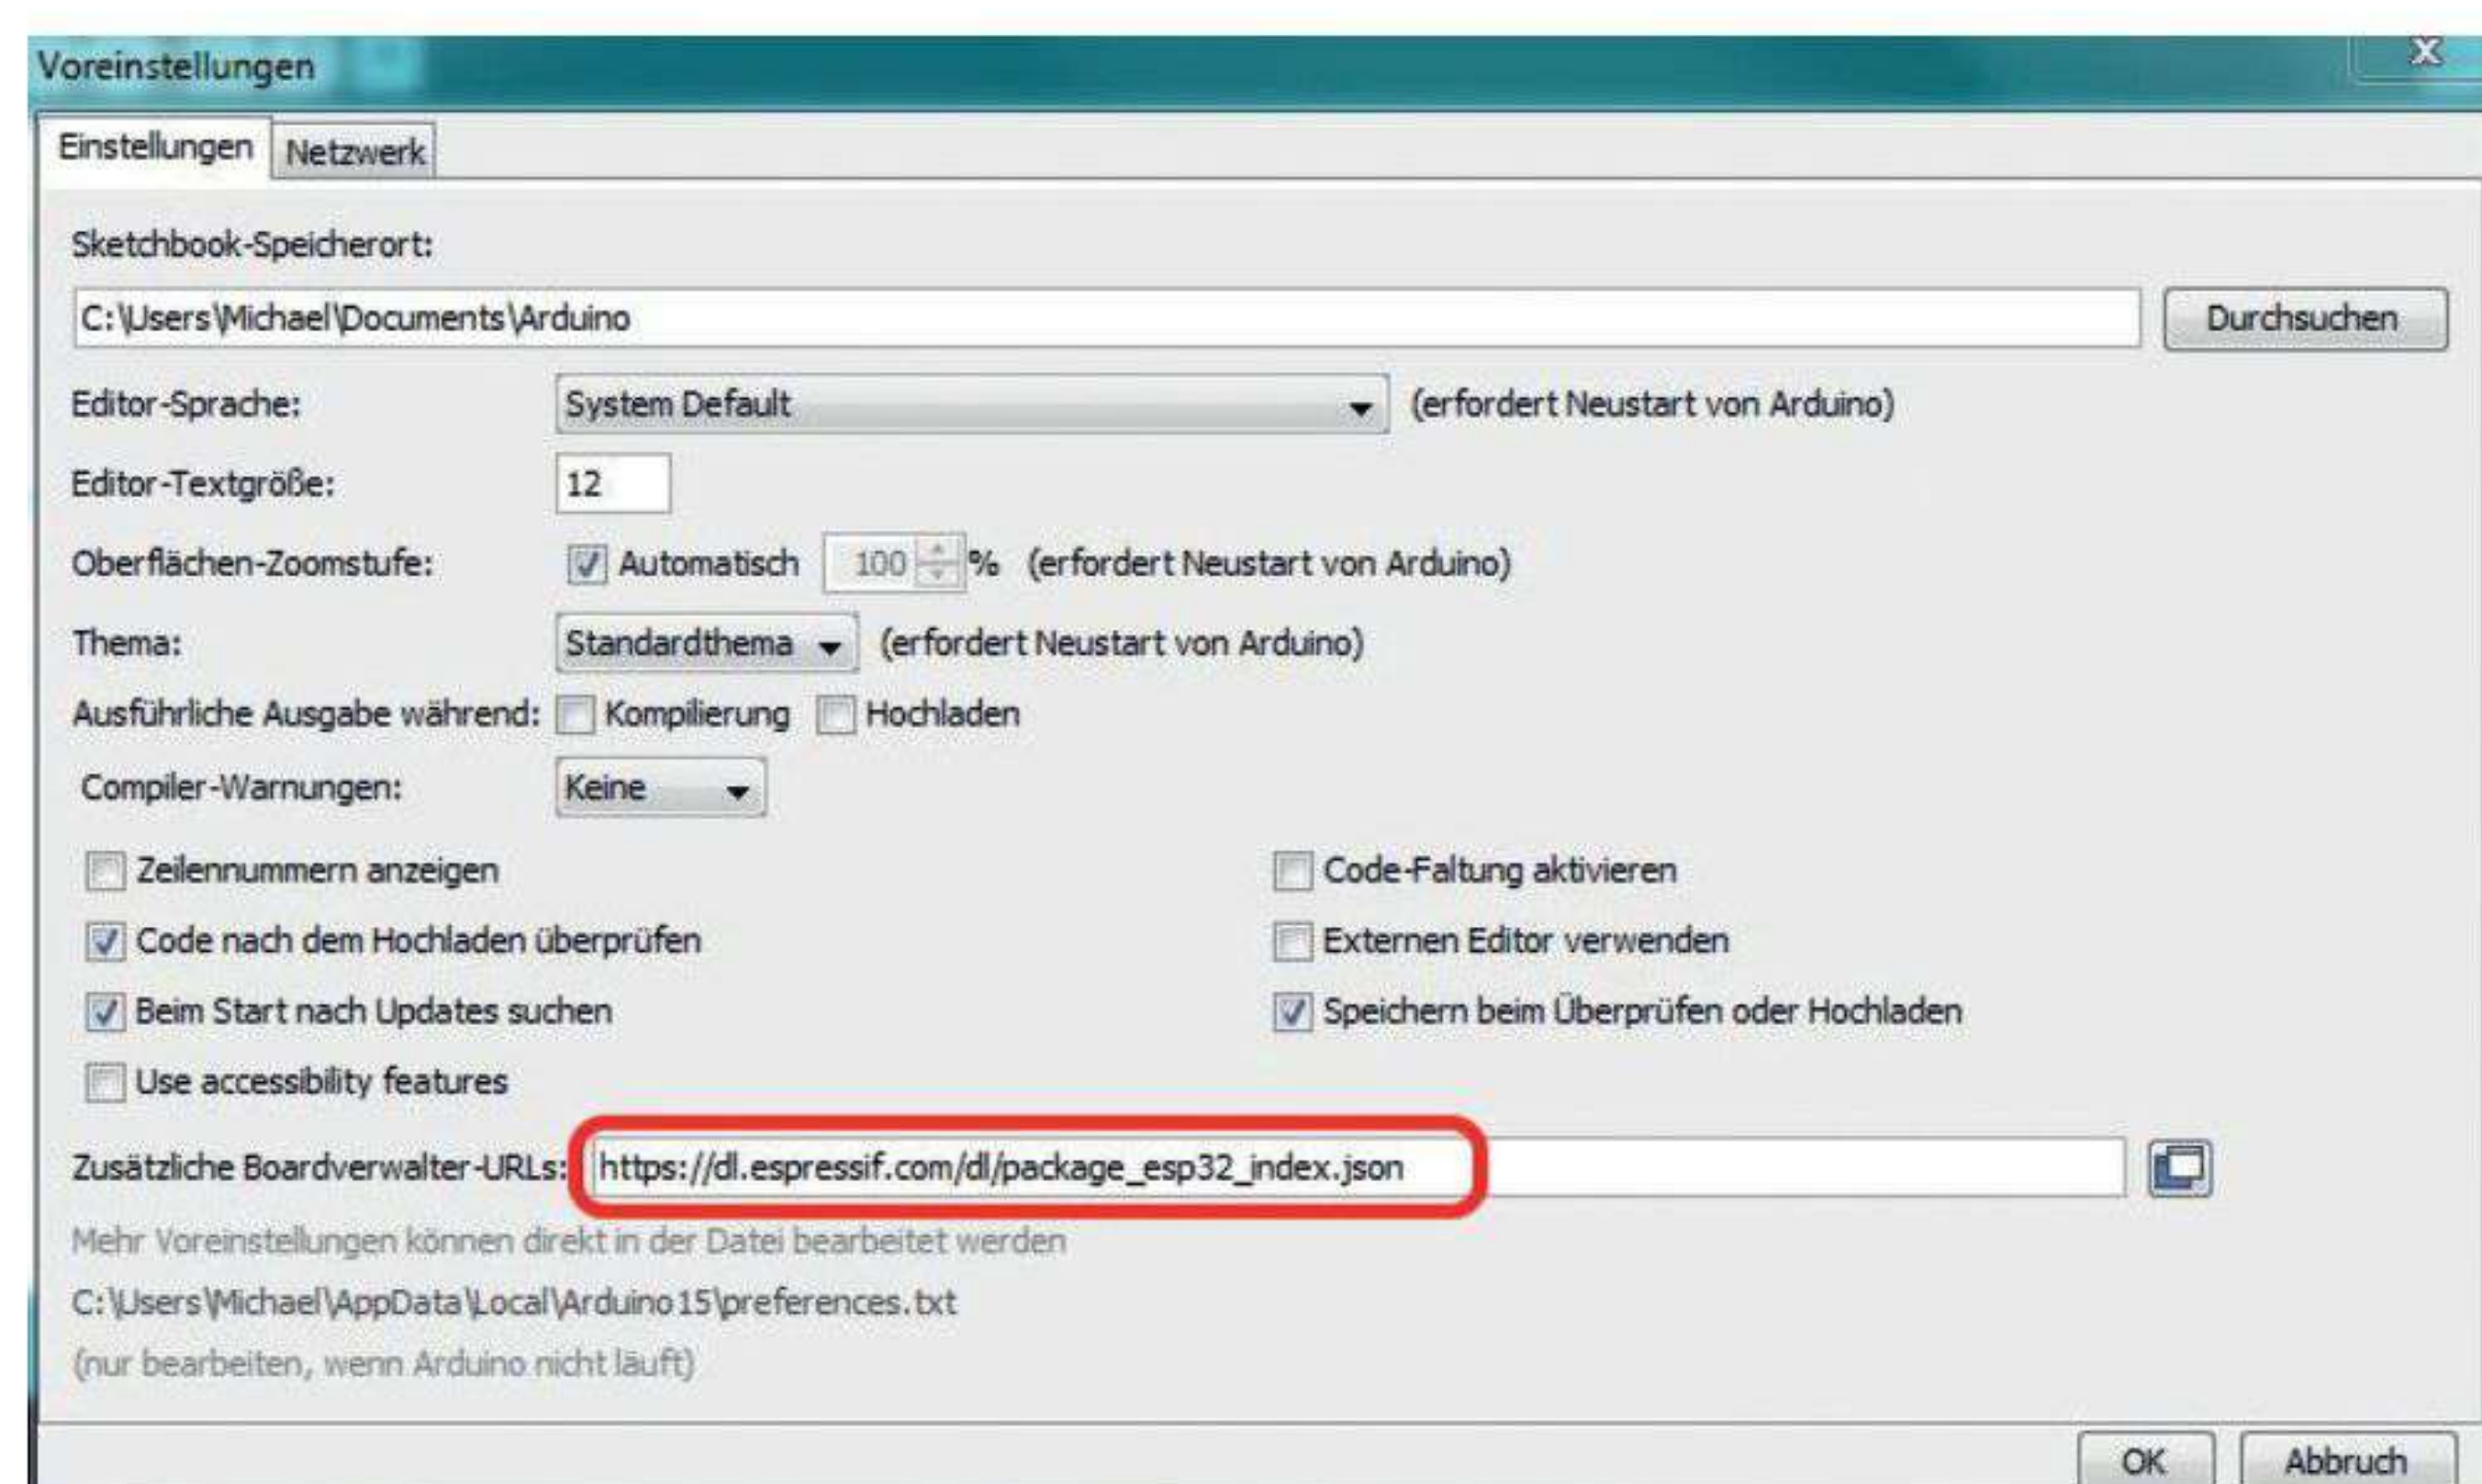 Voreinstellungen
X
Einstellungen Netzwerk
Sketchbook-Speicherort:
C:\Users\Michael\Documents\Arduino Durchsuchen
Editor-Sprache: System Default (erfordert Neustart von Arduino)
Editor-Textgröße: 12
Oberflächen-Zoomstufe: Automatisch 100 % (erfordert Neustart von Arduino)
Thema: Standardthema (erfordert Neustart von Arduino)
Ausführliche Ausgabe während: Kompilierung Hochladen
Compiler-Warnungen: Keine
Zeilennummern anzeigen Code-Faltung aktivieren
Code nach dem Hochladen überprüfen Externen Editor verwenden
Beim Start nach Updates suchen Speichern beim Überprüfen oder Hochladen
Use accessibility features
Zusätzliche Boardverwalter-URLs: https://dl.espressif.com/dl/package_esp32_index.json
Mehr Voreinstellungen können direkt in der Datei bearbeitet werden
C:\Users\Michael\AppData\Local\Arduino15\preferences.txt
(nur bearbeiten, wenn Arduino nicht läuft)
OK Abbruch